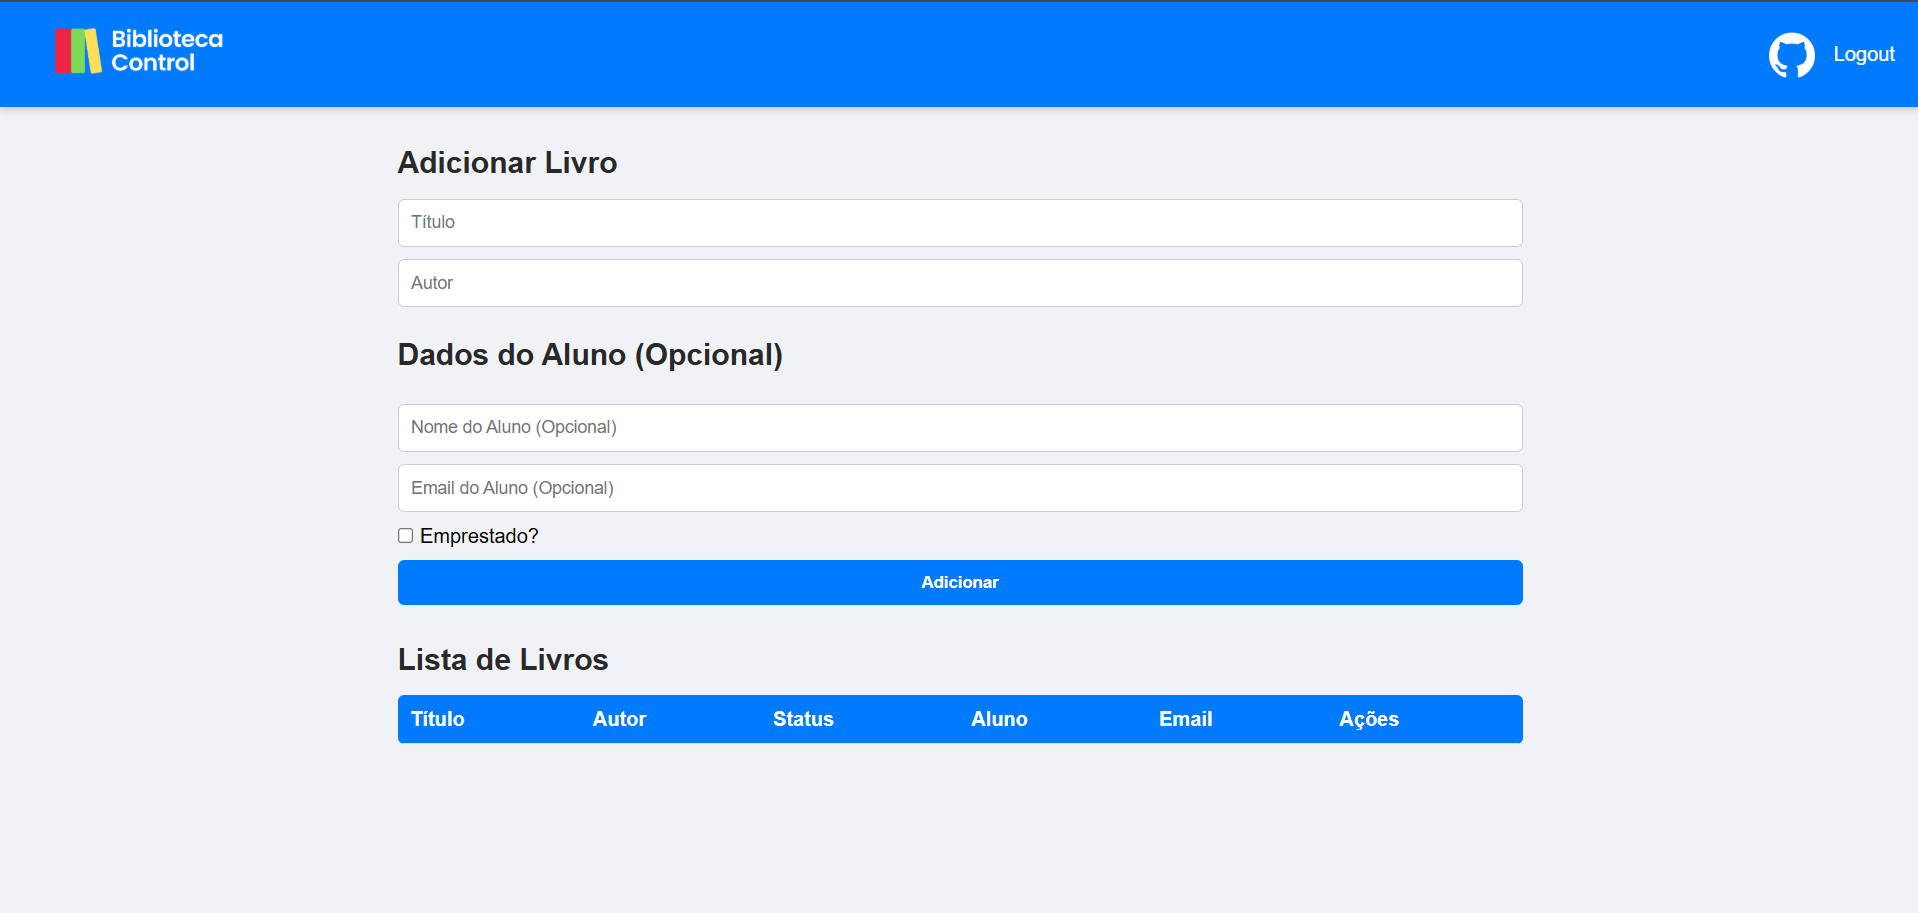 Biblioteca
Control
Logout
Adicionar Livro
Título
Autor
Dados do Aluno (Opcional)
Nome do Aluno (Opcional)
Email do Aluno (Opcional)
Emprestado?
Adicionar
Lista de Livros
Título Autor Status Aluno Email Ações